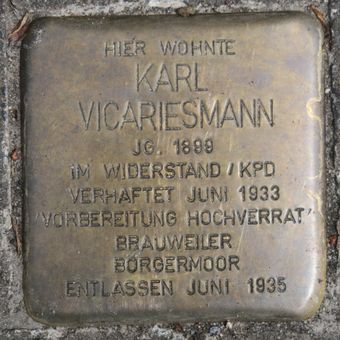 HIER WOHNTE
KARL
VICARIESMANN
JG. 1899
IM WIDERSTAND / KPD
VERHAFTET JUNI 1933
"VORBEREITUNG HOCHVERRAT"
BRAUWEILER
BÖRGERMOOR
ENTLASSEN JUNI 1935